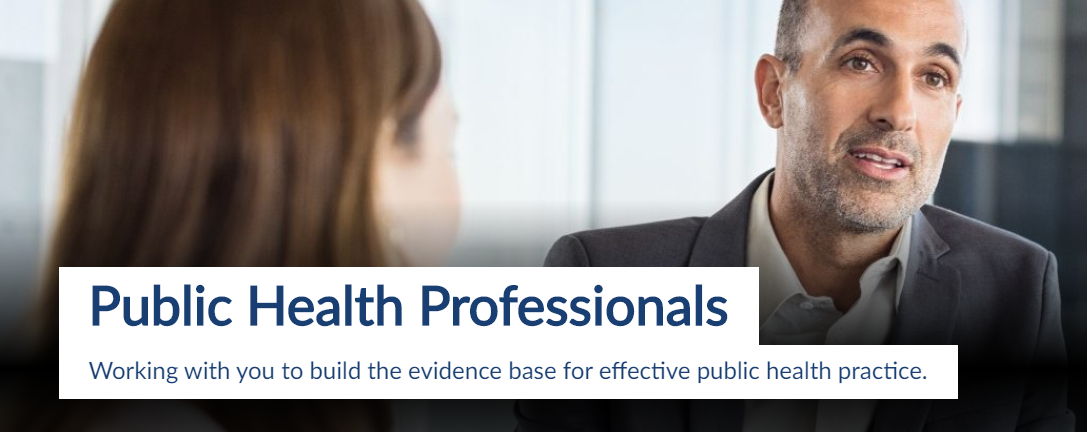 Public Health Professionals
Working with you to build the evidence base for effective public health practice.